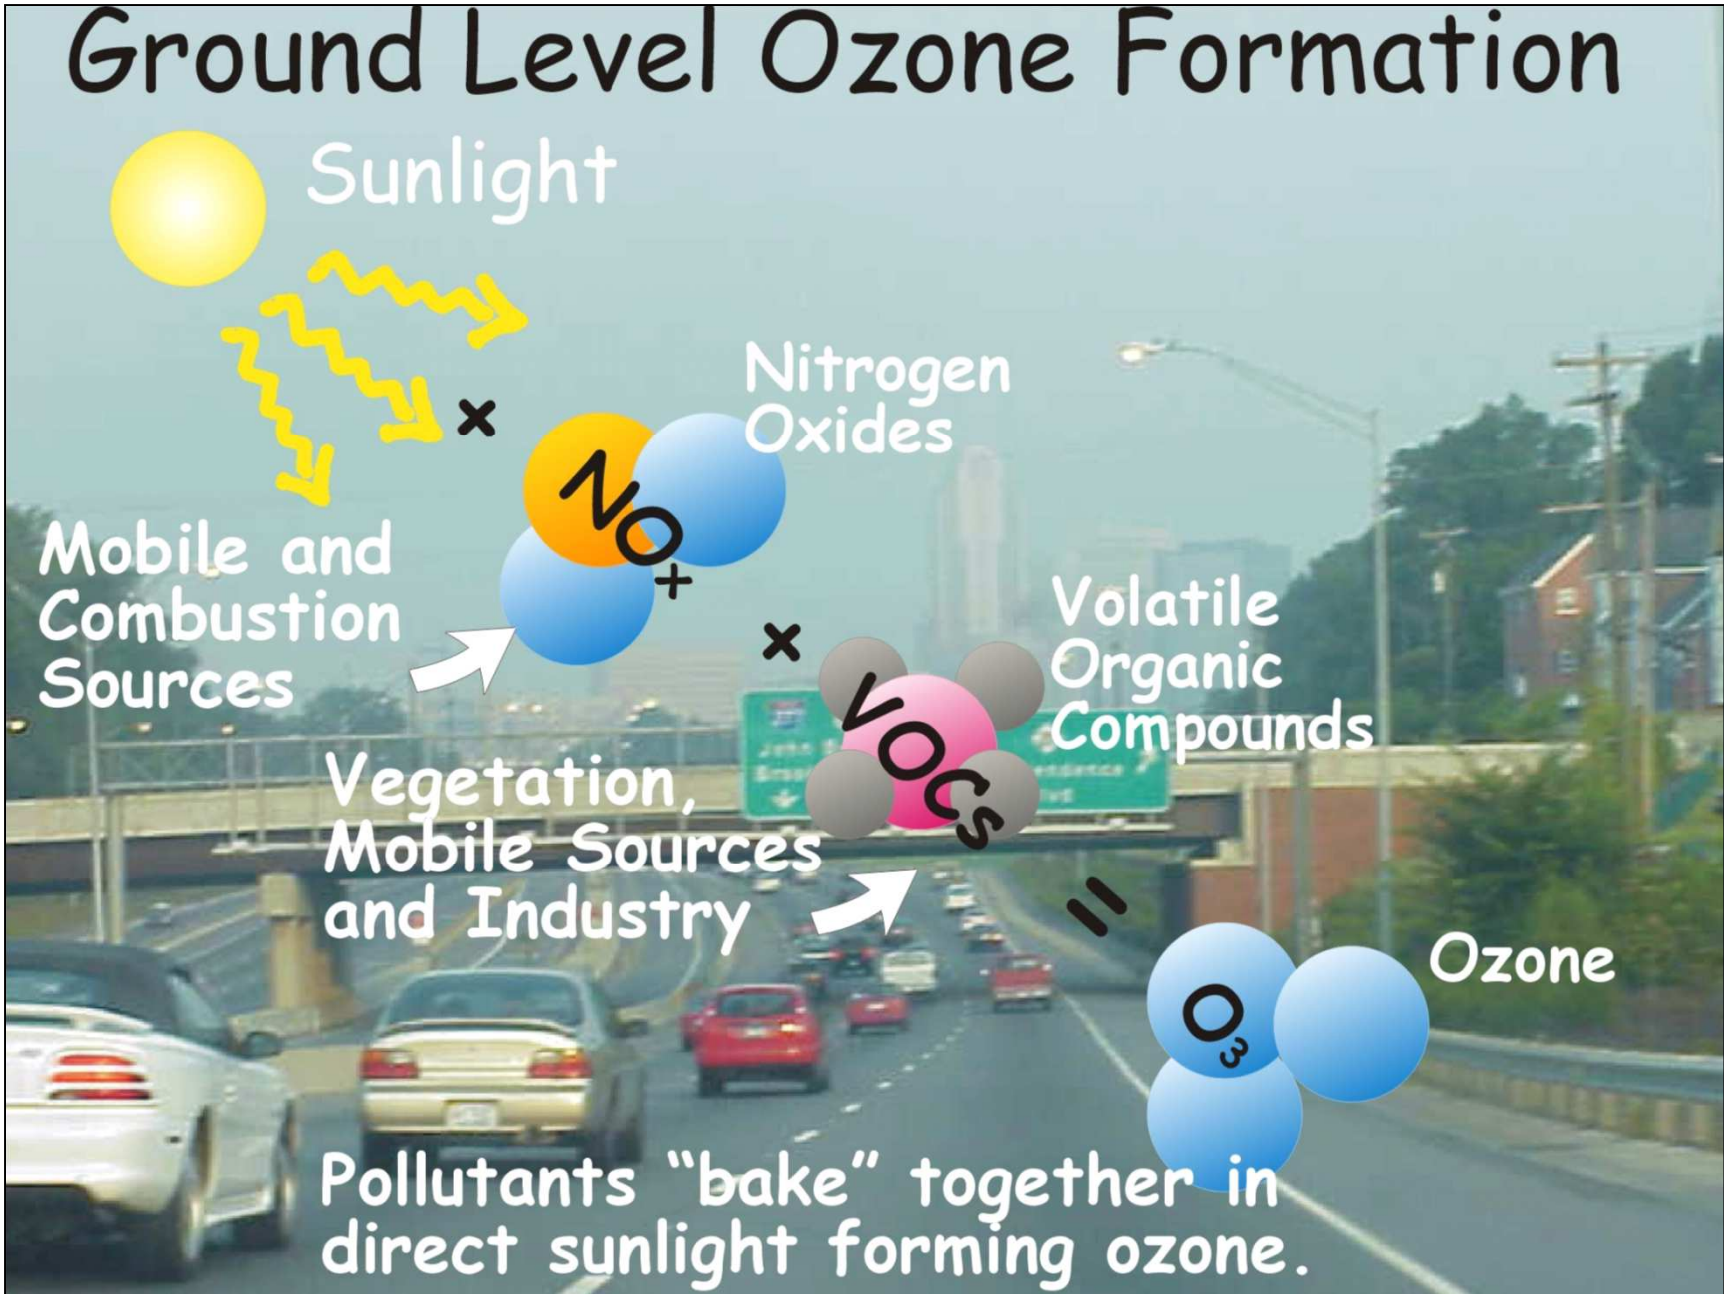 Ground Level Ozone Formation
Sunlight
×
Nitrogen
Oxides
NO+
Mobile and
Combustion
Sources
×
Volatile
Organic
Compounds
VOCs
Vegetation,
Mobile Sources
and Industry
=
Ozone
O3
Pollutants “bake” together in
direct sunlight forming ozone.